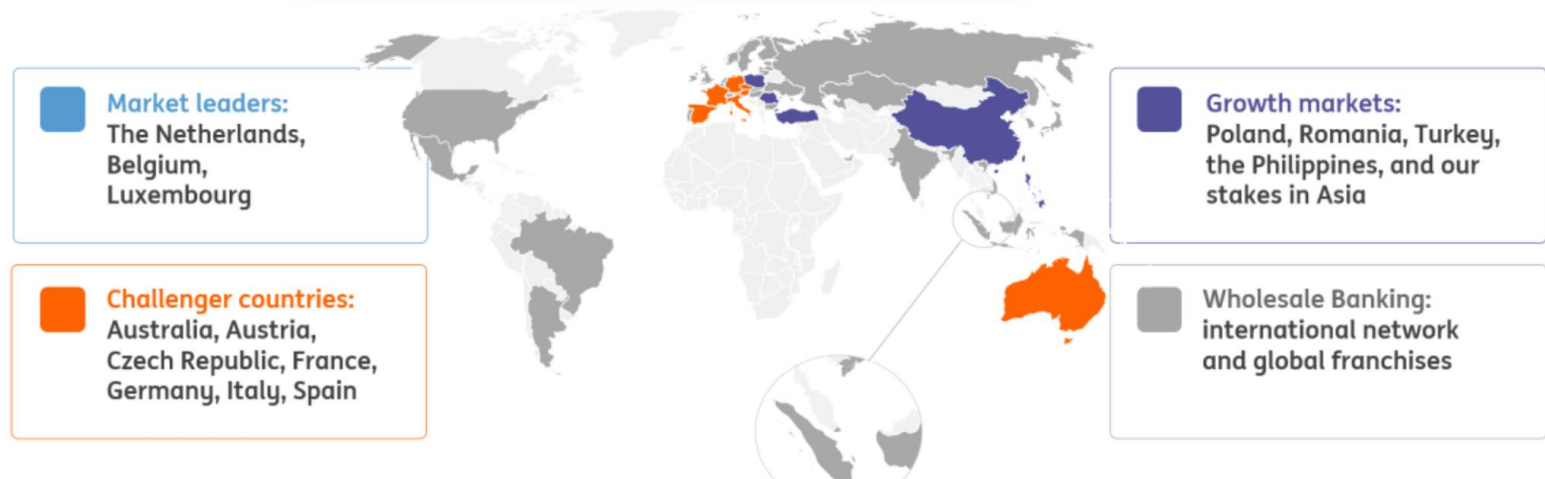 Market leaders:
The Netherlands,
Belgium,
Luxembourg
Challenger countries:
Australia, Austria,
Czech Republic, France,
Germany, Italy, Spain
Growth markets:
Poland, Romania, Turkey,
the Philippines, and our
stakes in Asia
Wholesale Banking:
international network
and global franchises